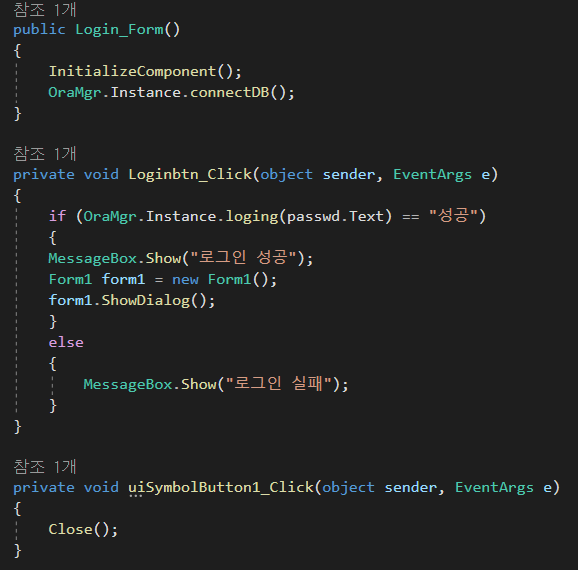 참조 1개
public Login_Form()
{
InitializeComponent();
OraMgr.Instance.connectDB();
}
참조 1개
private void Loginbtn_Click(object sender, EventArgs e)
{
if (OraMgr.Instance.loging(passwd.Text) == "성공")
{
MessageBox.Show("로그인 성공");
Form1 form1 = new Form1();
form1.ShowDialog();
}
else
{
MessageBox.Show("로그인 실패");
}
}
참조 1개
private void uiSymbolButton1_Click(object sender, EventArgs e)
{
Close();
}